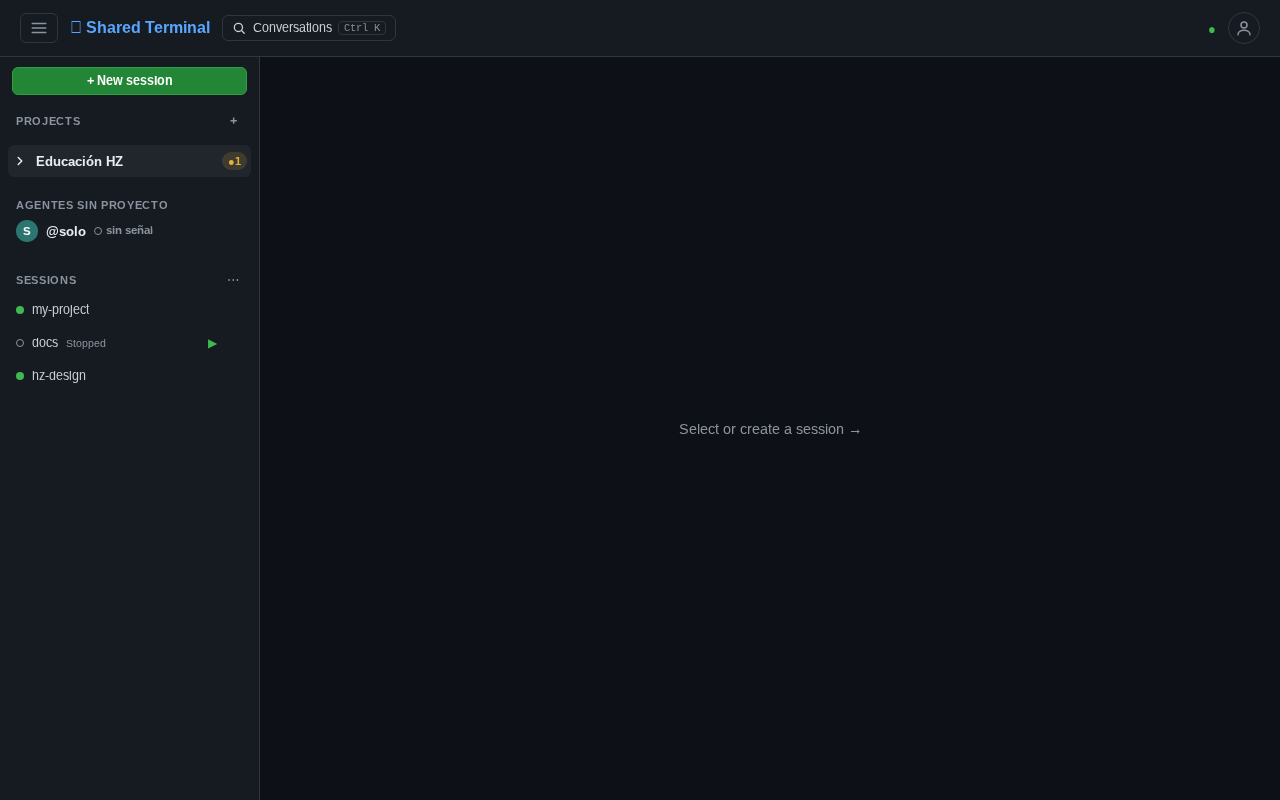 Shared Terminal
Conversations Ctrl K
+ New session
PROJECTS +
Educación HZ 1
AGENTES SIN PROYECTO
S @solo sin señal
SESSIONS ...
my-project
docs Stopped
hz-design
Select or create a session →